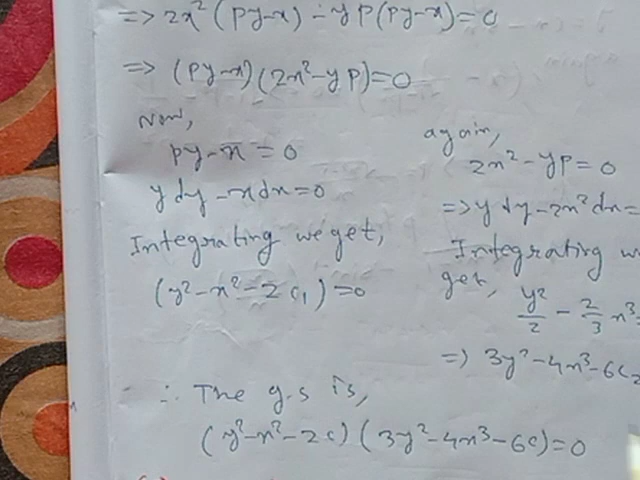 => 2x² (py-x) - yp(py-x)=0
=> (py-x)(2x²-yp)=0
Now,
py-x=0
ydy-xdx=0
Integrating we get,
(y²-x²-2c₁)=0
again,
2x²-yp=0
=>ydy-2x²dx=
Integrating w
get, y²/2 - 2/3 x³
=> 3y²-4x³-6c₂
∴ The g.s is,
(y²-x²-2c)(3y²-4x³-6c)=0